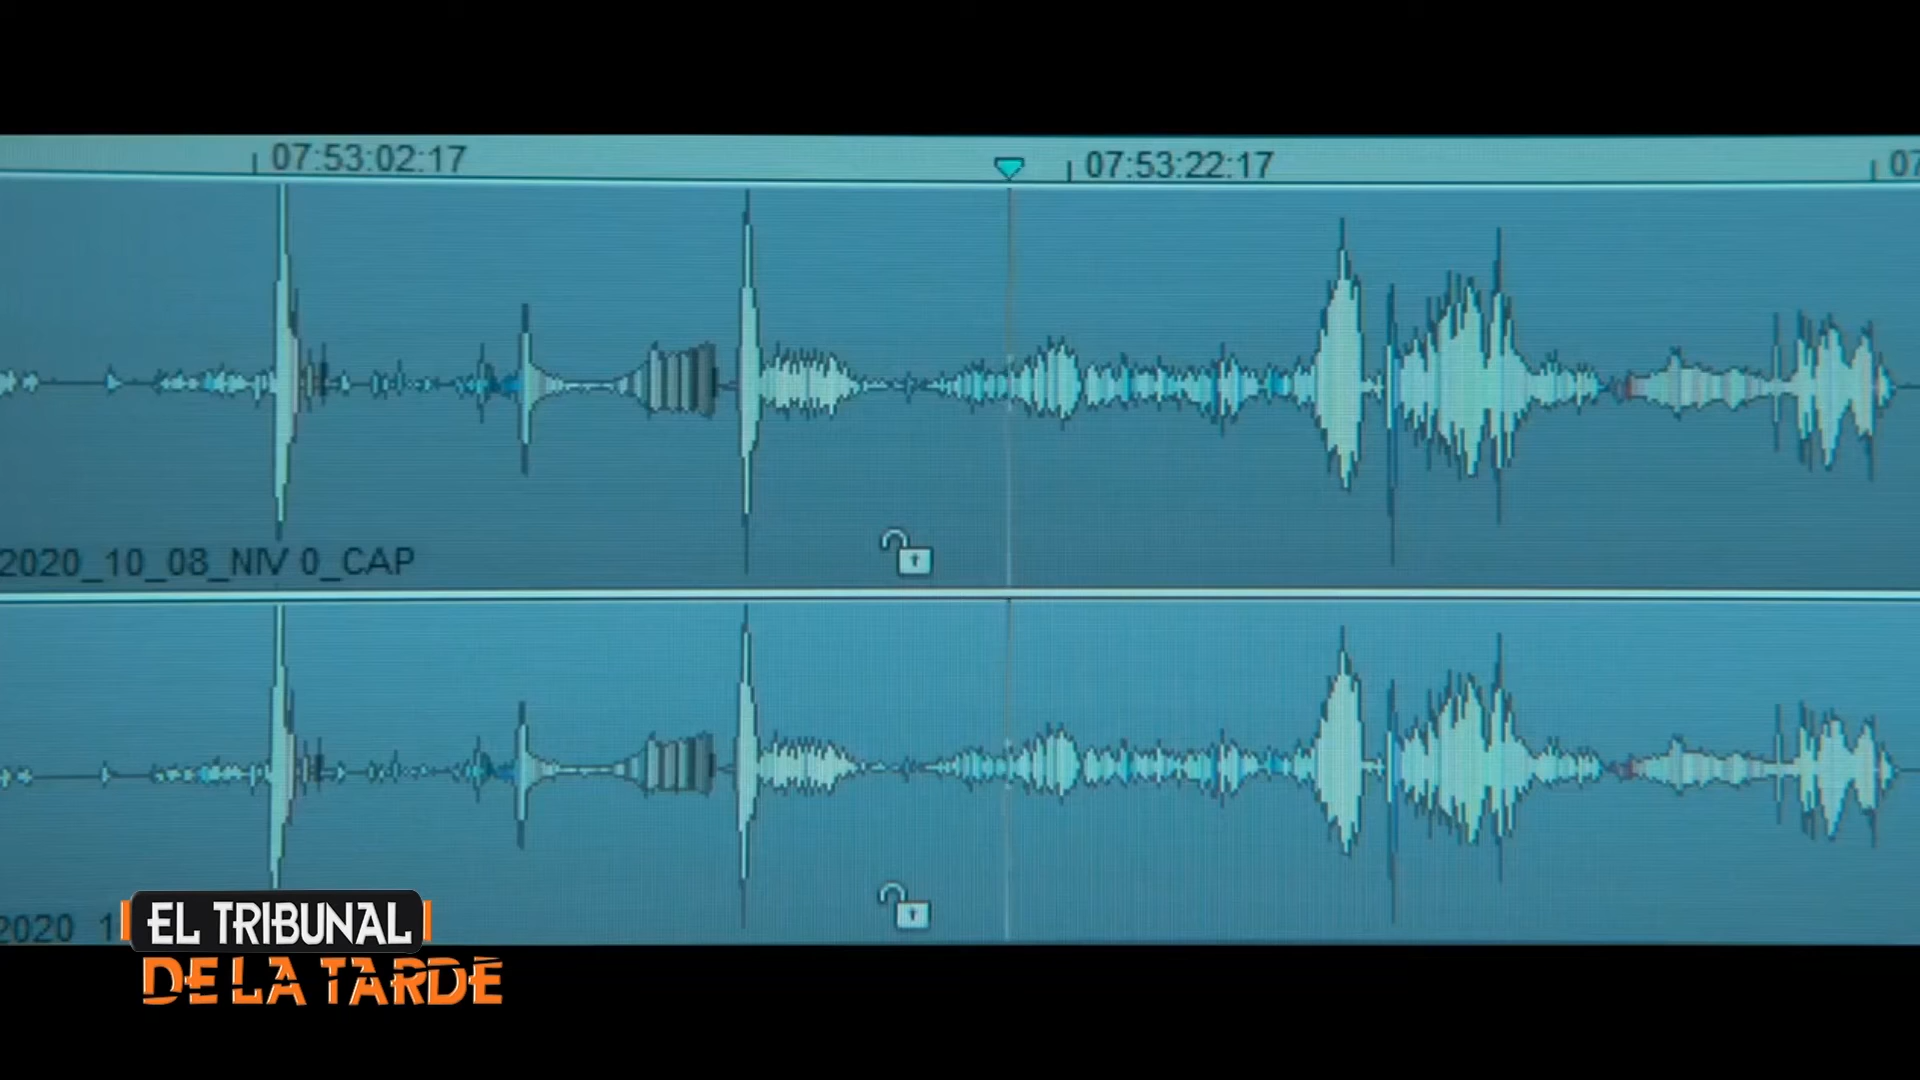 07:53:02:17
07:53:22:17
07
2020_10_08_NIV 0_CAP
2020 1
EL TRIBUNAL
DE LA TARDE